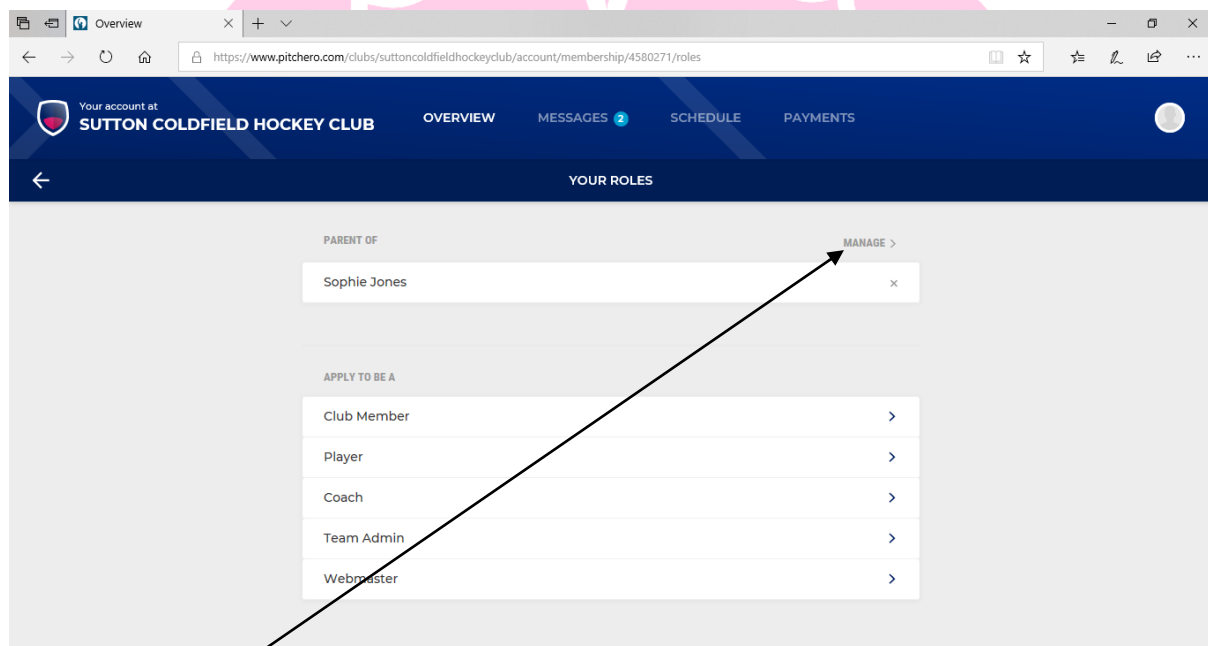 Overview
https://www.pitchero.com/clubs/suttoncoldfieldhockeyclub/account/membership/4580271/roles
Your account at
SUTTON COLDFIELD HOCKEY CLUB
OVERVIEW MESSAGES 2 SCHEDULE PAYMENTS
YOUR ROLES
PARENT OF MANAGE >
Sophie Jones ×
APPLY TO BE A
Club Member >
Player >
Coach >
Team Admin >
Webmaster >